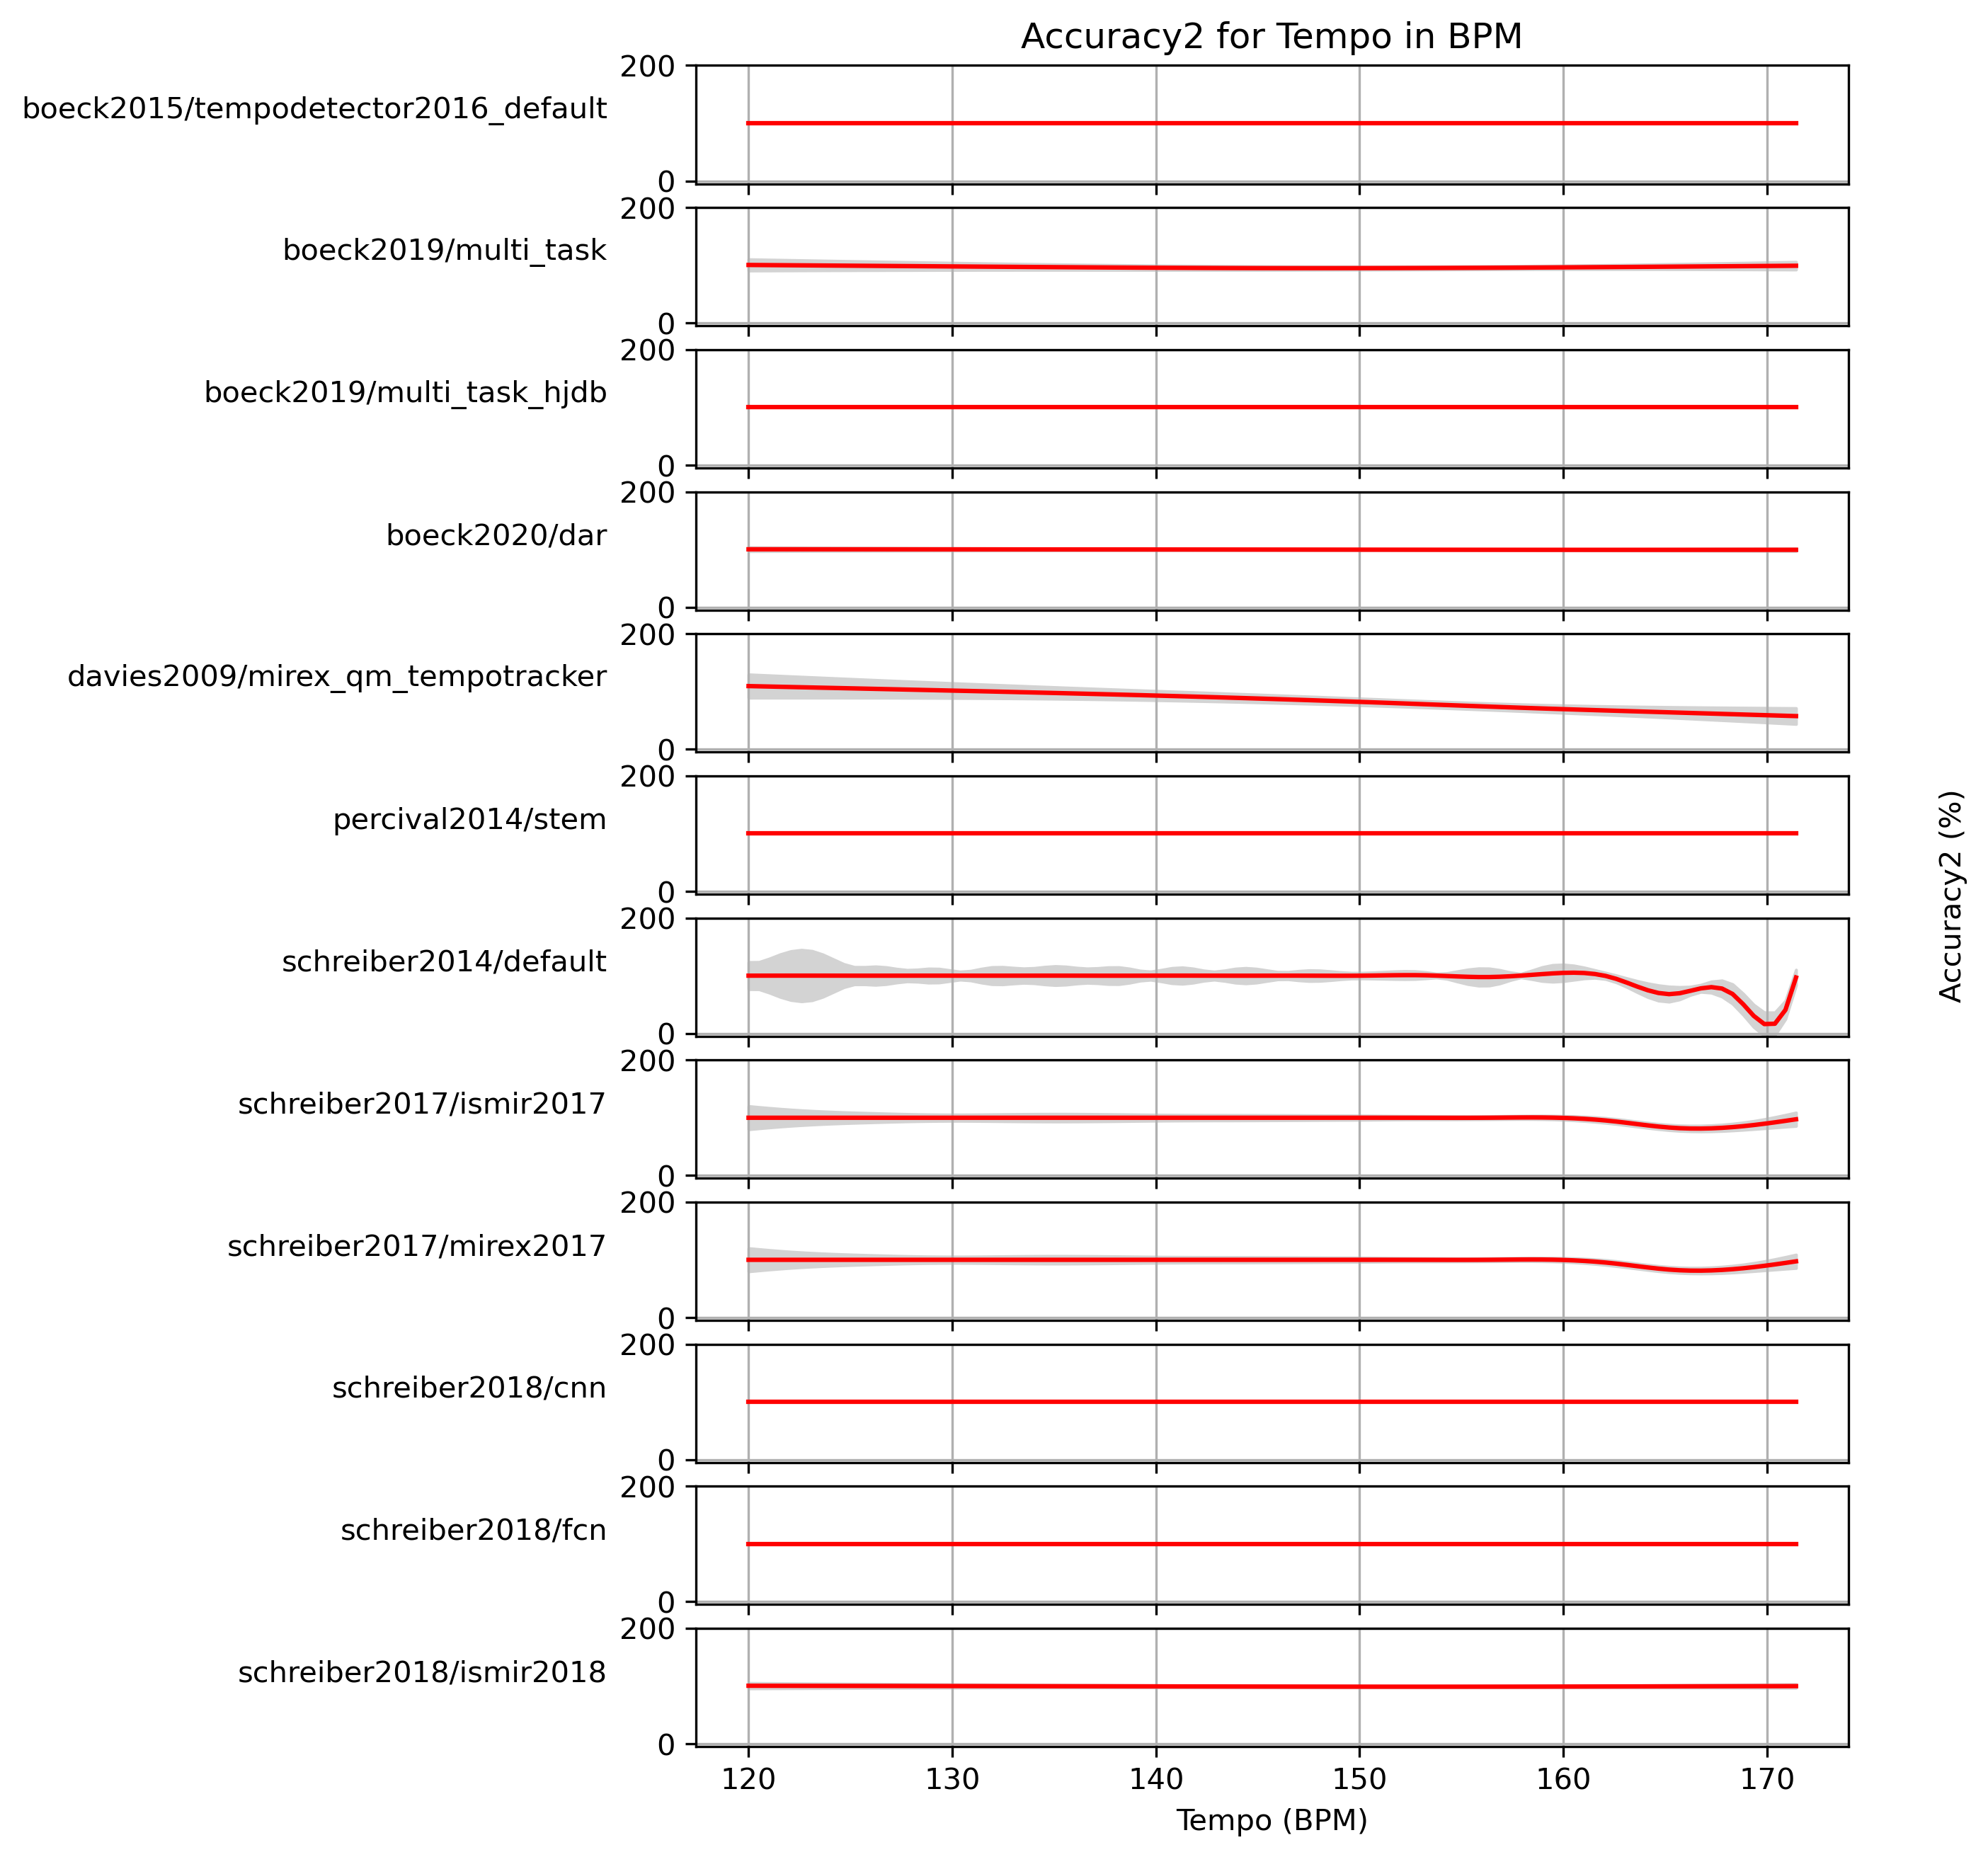 Accuracy2 for Tempo in BPM
200
boeck2015/tempodetector2016_default
0
200
boeck2019/multi_task
0
200
boeck2019/multi_task_hjdb
0
200
boeck2020/dar
0
200
davies2009/mirex_qm_tempotracker
0
200
percival2014/stem
0
Accuracy2 (%)
200
schreiber2014/default
0
200
schreiber2017/ismir2017
0
200
schreiber2017/mirex2017
0
200
schreiber2018/cnn
0
200
schreiber2018/fcn
0
200
schreiber2018/ismir2018
0
120 130 140 150 160 170
Tempo (BPM)